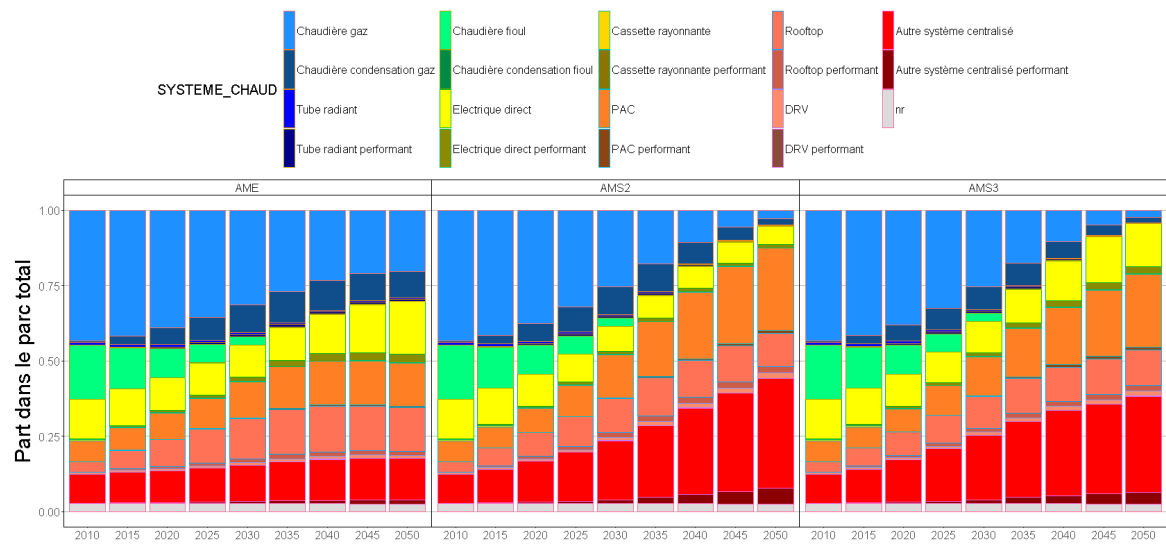 Chaudière gaz Chaudière fioul Cassette rayonnante Rooftop Autre système centralisé
Chaudière condensation gaz Chaudière condensation fioul Cassette rayonnante performant Rooftop performant Autre système centralisé performant
SYSTEME_CHAUD
Tube radiant Electrique direct PAC DRV nr
Tube radiant performant Electrique direct performant PAC performant DRV performant
AME AMS2 AMS3
1.00
0.75
0.50
0.25
0.00
Part dans le parc total
2010 2015 2020 2025 2030 2035 2040 2045 2050 2010 2015 2020 2025 2030 2035 2040 2045 2050 2010 2015 2020 2025 2030 2035 2040 2045 2050